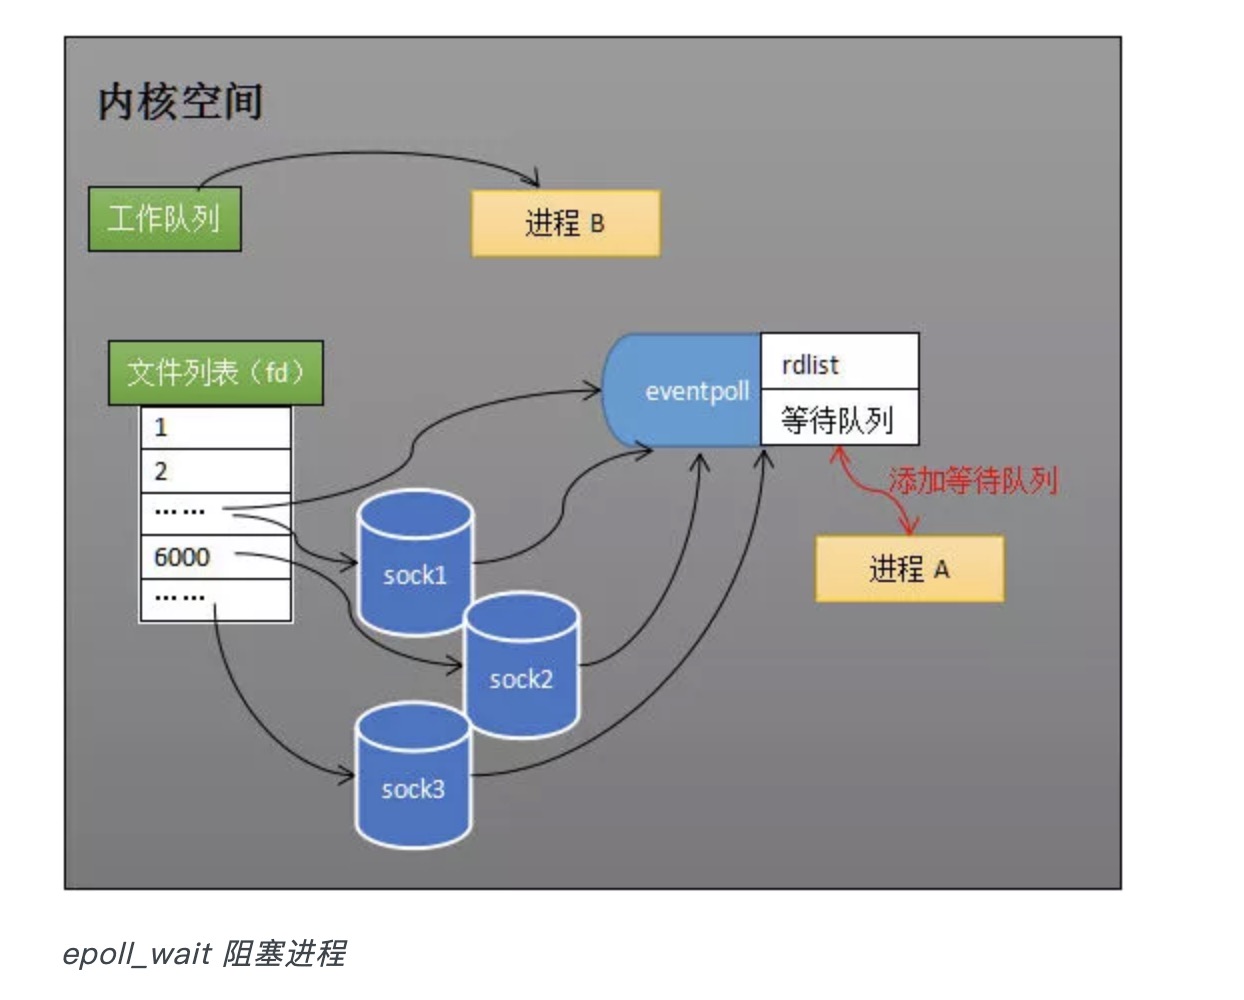 内核空间
工作队列
进程 B
文件列表（fd）
1
2
……
6000
……
eventpoll
rdlist
等待队列
添加等待队列
进程 A
sock1
sock2
sock3
epoll_wait 阻塞进程